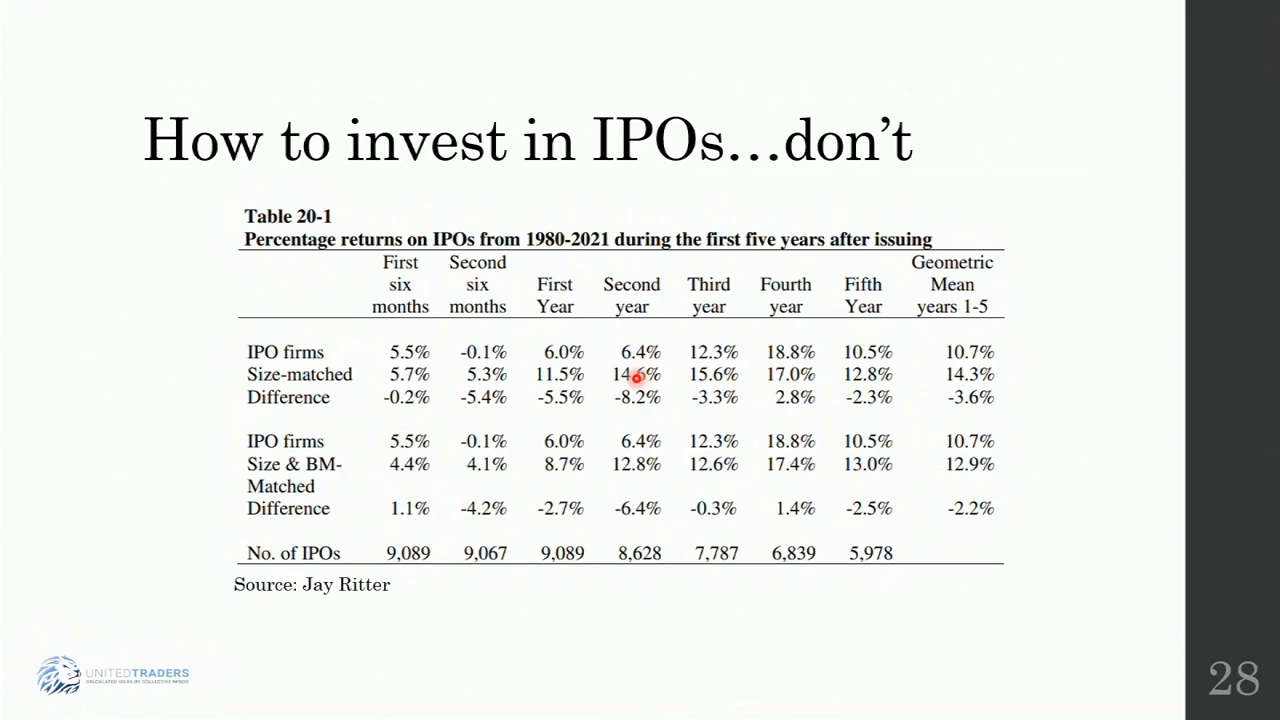 How to invest in IPOs…don’t
Table 20-1
Percentage returns on IPOs from 1980-2021 during the first five years after issuing
First six months Second six months First Year Second year Third year Fourth year Fifth Year Geometric Mean years 1-5
IPO firms 5.5% -0.1% 6.0% 6.4% 12.3% 18.8% 10.5% 10.7%
Size-matched 5.7% 5.3% 11.5% 14.6% 15.6% 17.0% 12.8% 14.3%
Difference -0.2% -5.4% -5.5% -8.2% -3.3% 2.8% -2.3% -3.6%
IPO firms 5.5% -0.1% 6.0% 6.4% 12.3% 18.8% 10.5% 10.7%
Size & BM- 4.4% 4.1% 8.7% 12.8% 12.6% 17.4% 13.0% 12.9%
Matched
Difference 1.1% -4.2% -2.7% -6.4% -0.3% 1.4% -2.5% -2.2%
No. of IPOs 9,089 9,067 9,089 8,628 7,787 6,839 5,978
Source: Jay Ritter
UNITEDTRADERS
CALCULATED IDEAS BY COLLECTIVE MINDS
28